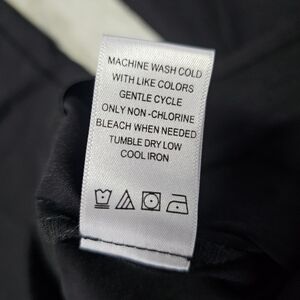 MACHINE WASH COLD
WITH LIKE COLORS
GENTLE CYCLE
ONLY NON-CHLORINE
BLEACH WHEN NEEDED
TUMBLE DRY LOW
COOL IRON